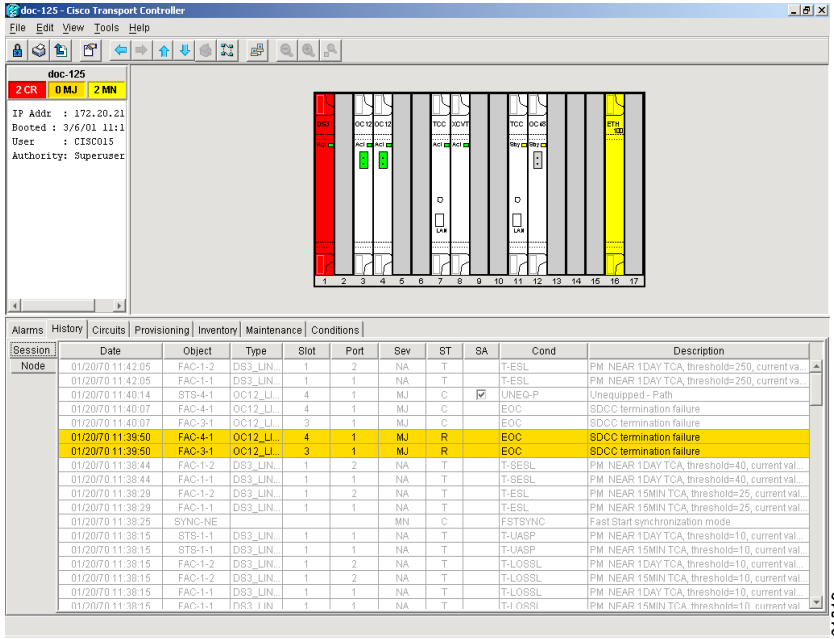 doc-125 - Cisco Transport Controller
File Edit View Tools Help
doc-125
2 CR 0 MJ 2 MN
IP Addr : 172.20.21
Booted : 3/6/01 11:1
User : CISCO15
Authority: Superuser
DS3 OC12 OC12 TCC XCVT TCC OC48 ETH 100
Act Act Act Act Act Sby Sby
LAN LAN
1 2 3 4 5 6 7 8 9 10 11 12 13 14 15 16 17
Alarms History Circuits Provisioning Inventory Maintenance Conditions
Session Node
Date Object Type Slot Port Sev ST SA Cond Description
01/20/70 11:42:05 FAC-1-2 DS3_LIN... 1 2 NA T T-ESL PM NEAR 1DAY TCA, threshold=250, current va...
01/20/70 11:42:05 FAC-1-1 DS3_LIN... 1 1 NA T T-ESL PM NEAR 1DAY TCA, threshold=250, current va...
01/20/70 11:40:14 STS-4-1 OC12_LI... 4 1 MJ C UNEQ-P Unequipped - Path
01/20/70 11:40:07 FAC-4-1 OC12_LI... 4 1 MJ C EOC SDCC termination failure
01/20/70 11:40:07 FAC-3-1 OC12_LI... 3 1 MJ C EOC SDCC termination failure
01/20/70 11:39:50 FAC-4-1 OC12_LI... 4 1 MJ R EOC SDCC termination failure
01/20/70 11:39:50 FAC-3-1 OC12_LI... 3 1 MJ R EOC SDCC termination failure
01/20/70 11:38:44 FAC-1-2 DS3_LIN... 1 2 NA T T-SESL PM NEAR 1DAY TCA, threshold=40, current val...
01/20/70 11:38:44 FAC-1-1 DS3_LIN... 1 1 NA T T-SESL PM NEAR 1DAY TCA, threshold=40, current val...
01/20/70 11:38:29 FAC-1-2 DS3_LIN... 1 2 NA T T-ESL PM NEAR 15MIN TCA, threshold=25, current val...
01/20/70 11:38:29 FAC-1-1 DS3_LIN... 1 1 NA T T-ESL PM NEAR 15MIN TCA, threshold=25, current val...
01/20/70 11:38:25 SYNC-NE MN C FSTSYNC Fast Start synchronization mode
01/20/70 11:38:15 STS-1-1 DS3_LIN... 1 1 NA T T-UASP PM NEAR 1DAY TCA, threshold=10, current val...
01/20/70 11:38:15 STS-1-1 DS3_LIN... 1 1 NA T T-UASP PM NEAR 15MIN TCA, threshold=10, current val...
01/20/70 11:38:15 FAC-1-2 DS3_LIN... 1 2 NA T T-LOSSL PM NEAR 1DAY TCA, threshold=10, current val...
01/20/70 11:38:15 FAC-1-2 DS3_LIN... 1 2 NA T T-LOSSL PM NEAR 15MIN TCA, threshold=10, current val...
01/20/70 11:38:15 FAC-1-1 DS3_LIN... 1 1 NA T T-LOSSL PM NEAR 1DAY TCA, threshold=10, current val...
01/20/70 11:38:15 FAC-1-1 DS3_LIN... 1 1 NA T T-LOSSL PM NEAR 15MIN TCA, threshold=10, current val...